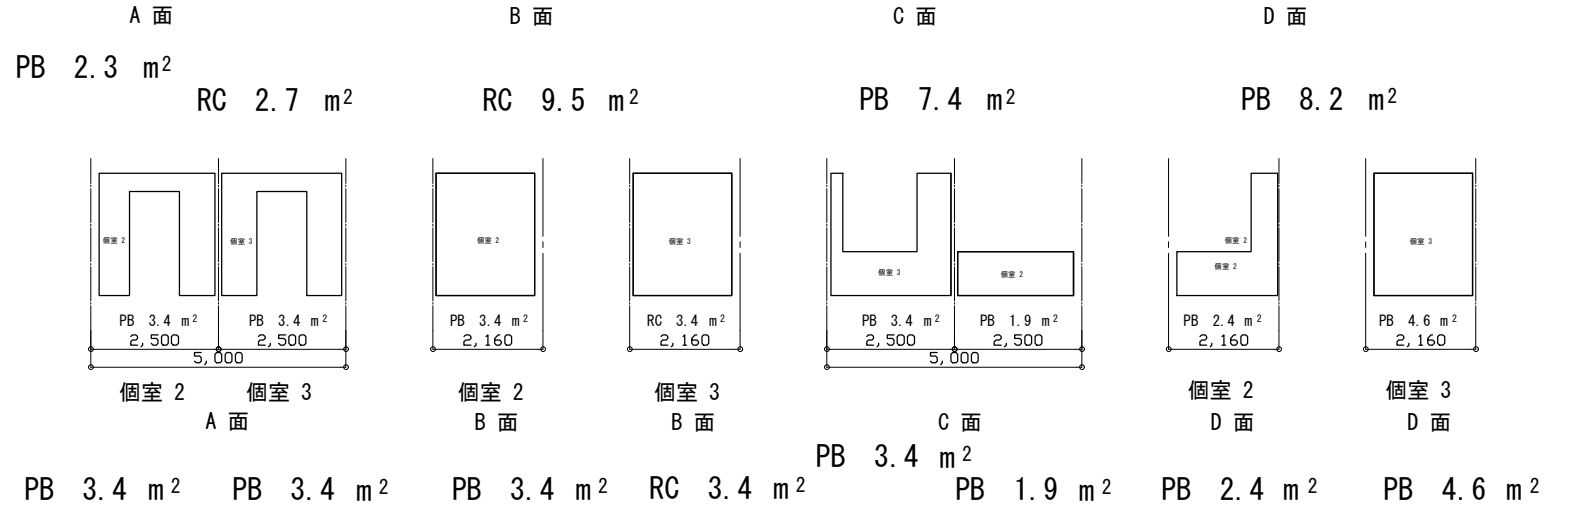 A 面 B 面 C 面 D 面
PB 2.3 m²
RC 2.7 m² RC 9.5 m² PB 7.4 m² PB 8.2 m²
個室 2 個室 3 個室 2 個室 3 個室 2 個室 3
個室 2
個室 3 個室 2
PB 3.4 m² PB 3.4 m² PB 3.4 m² RC 3.4 m² PB 3.4 m² PB 1.9 m² PB 2.4 m² PB 4.6 m²
2,500 2,500 2,160 2,160 2,500 2,500 2,160 2,160
5,000 5,000
個室 2 個室 3 個室 2 個室 3 個室 2 個室 3
A 面 B 面 B 面 C 面 D 面 D 面
PB 3.4 m²
PB 3.4 m² PB 3.4 m² PB 3.4 m² RC 3.4 m² PB 1.9 m² PB 2.4 m² PB 4.6 m²